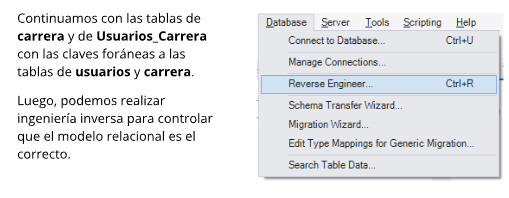 Continuamos con las tablas de
carrera y de Usuarios_Carrera
con las claves foráneas a las
tablas de usuarios y carrera.
Luego, podemos realizar
ingeniería inversa para controlar
que el modelo relacional es el
correcto.
Database Server Tools Scripting Help
Connect to Database... Ctrl+U
Manage Connections...
Reverse Engineer... Ctrl+R
Schema Transfer Wizard...
Migration Wizard...
Edit Type Mappings for Generic Migration...
Search Table Data...